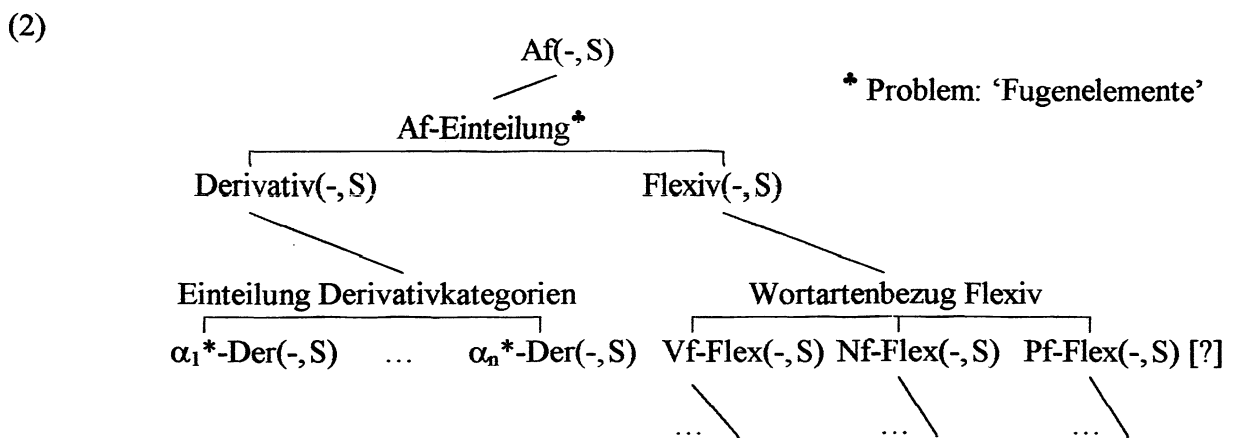 (2)
Af(-, S)
♣ Problem: ‘Fugenelemente’
Af-Einteilung♣
Derivativ(-, S) Flexiv(-, S)
Einteilung Derivativkategorien Wortartenbezug Flexiv
α₁*-Der(-, S) … αₙ*-Der(-, S) Vf-Flex(-, S) Nf-Flex(-, S) Pf-Flex(-, S) [?]
… … …